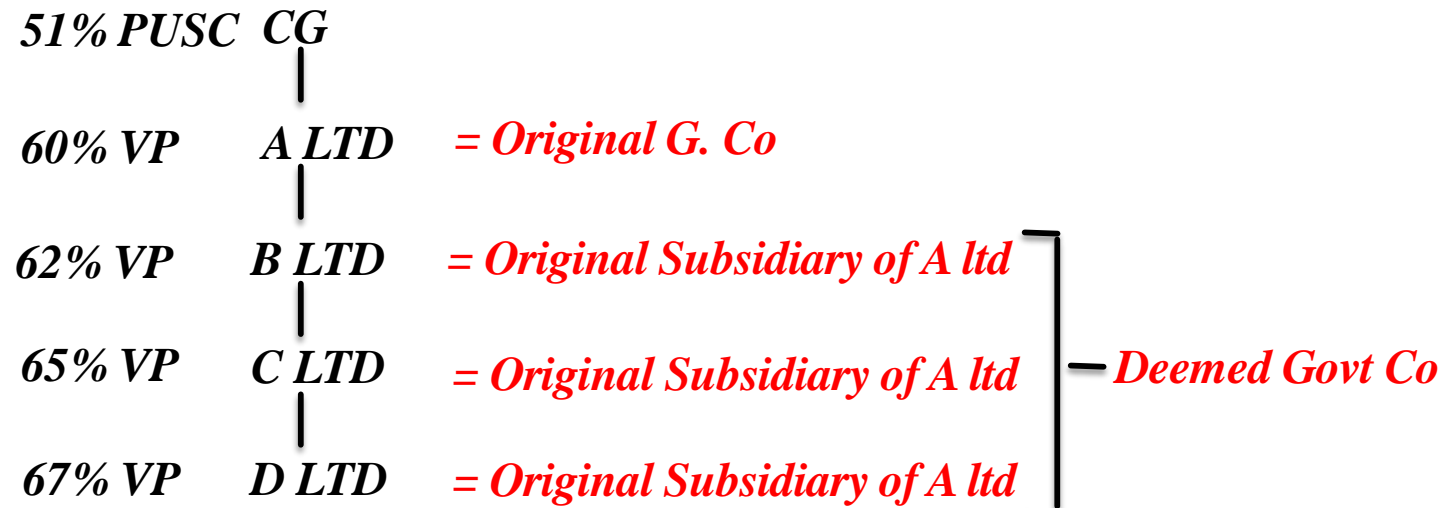 51% PUSC CG
60% VP A LTD = Original G. Co
62% VP B LTD = Original Subsidiary of A ltd
65% VP C LTD = Original Subsidiary of A ltd Deemed Govt Co
67% VP D LTD = Original Subsidiary of A ltd